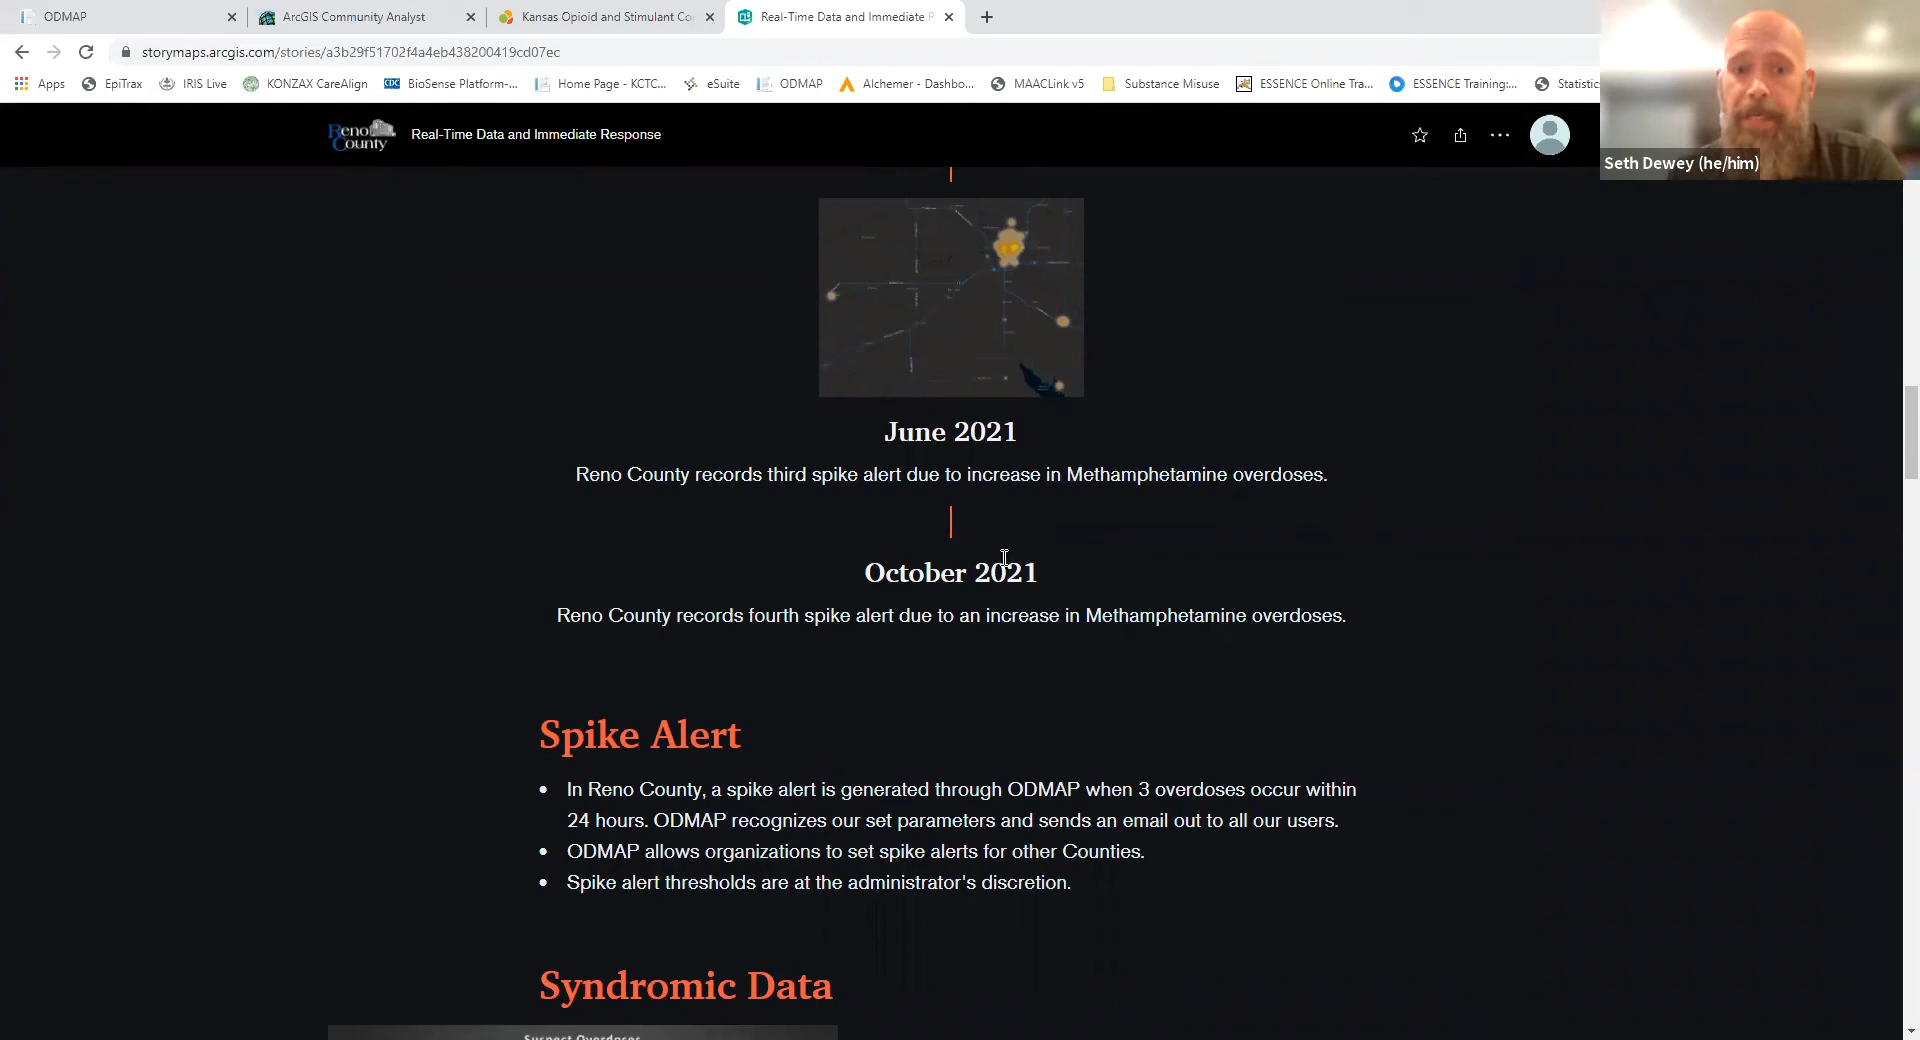 ODMAP
ArcGIS Community Analyst
Kansas Opioid and Stimulant Co
Real-Time Data and Immediate R
storymaps.arcgis.com/stories/a3b29f51702f4a4eb438200419cd07ec
Apps
EpiTrax
IRIS Live
KONZAX CareAlign
CDC
BioSense Platform-...
Home Page - KCTC...
eSuite
ODMAP
Alchemer - Dashbo...
MAACLink v5
Substance Misuse
ESSENCE Online Tra...
ESSENCE Training:...
Statistic
Reno
County
Real-Time Data and Immediate Response
Seth Dewey (he/him)
June 2021
Reno County records third spike alert due to increase in Methamphetamine overdoses.
October 2021
Reno County records fourth spike alert due to an increase in Methamphetamine overdoses.
Spike Alert
• In Reno County, a spike alert is generated through ODMAP when 3 overdoses occur within
24 hours. ODMAP recognizes our set parameters and sends an email out to all our users.
• ODMAP allows organizations to set spike alerts for other Counties.
• Spike alert thresholds are at the administrator's discretion.
Syndromic Data
Suspect Overdoses